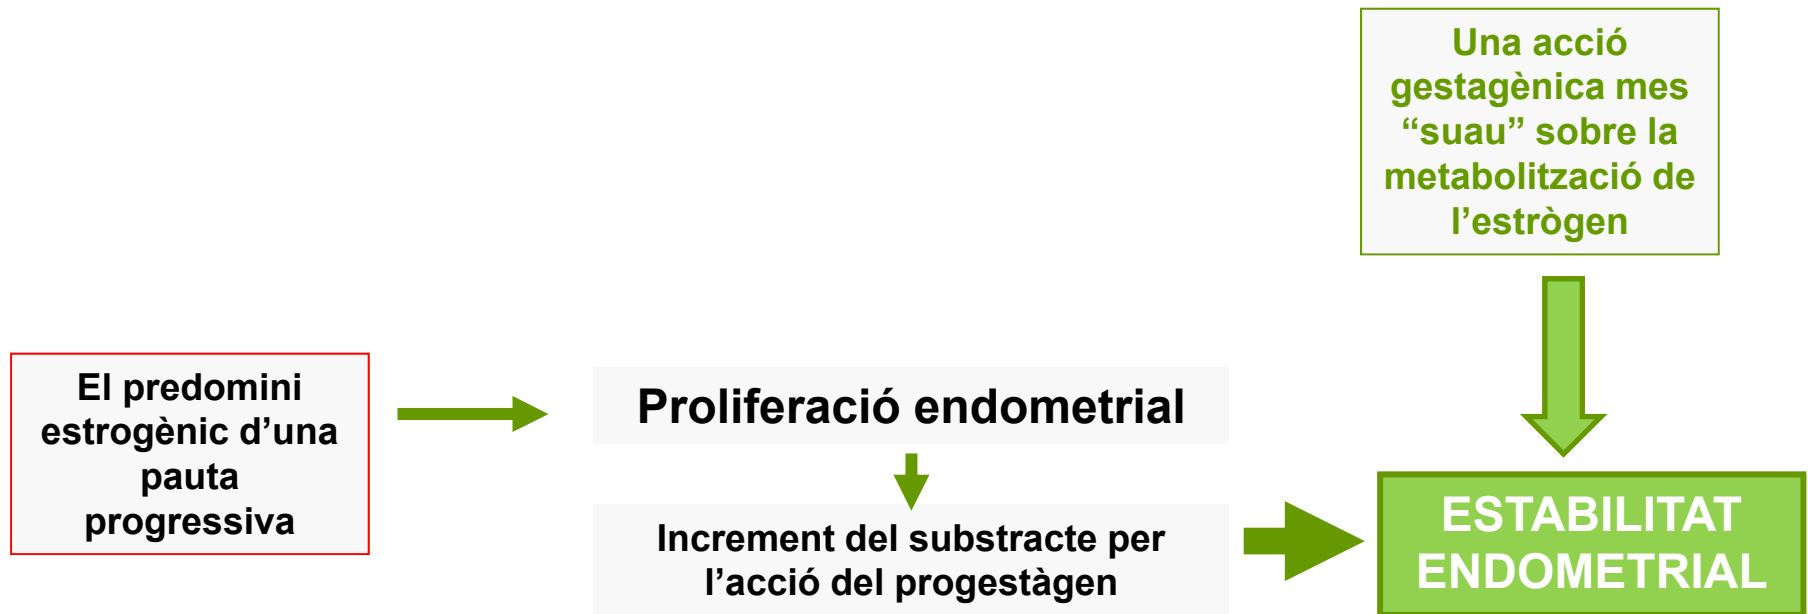 Una acció
gestagènica mes
“suau” sobre la
metabolització de
l’estrògen
El predomini
estrogènic d’una
pauta
progressiva
Proliferació endometrial
Increment del substracte per
l’acció del progestàgen
ESTABILITAT
ENDOMETRIAL